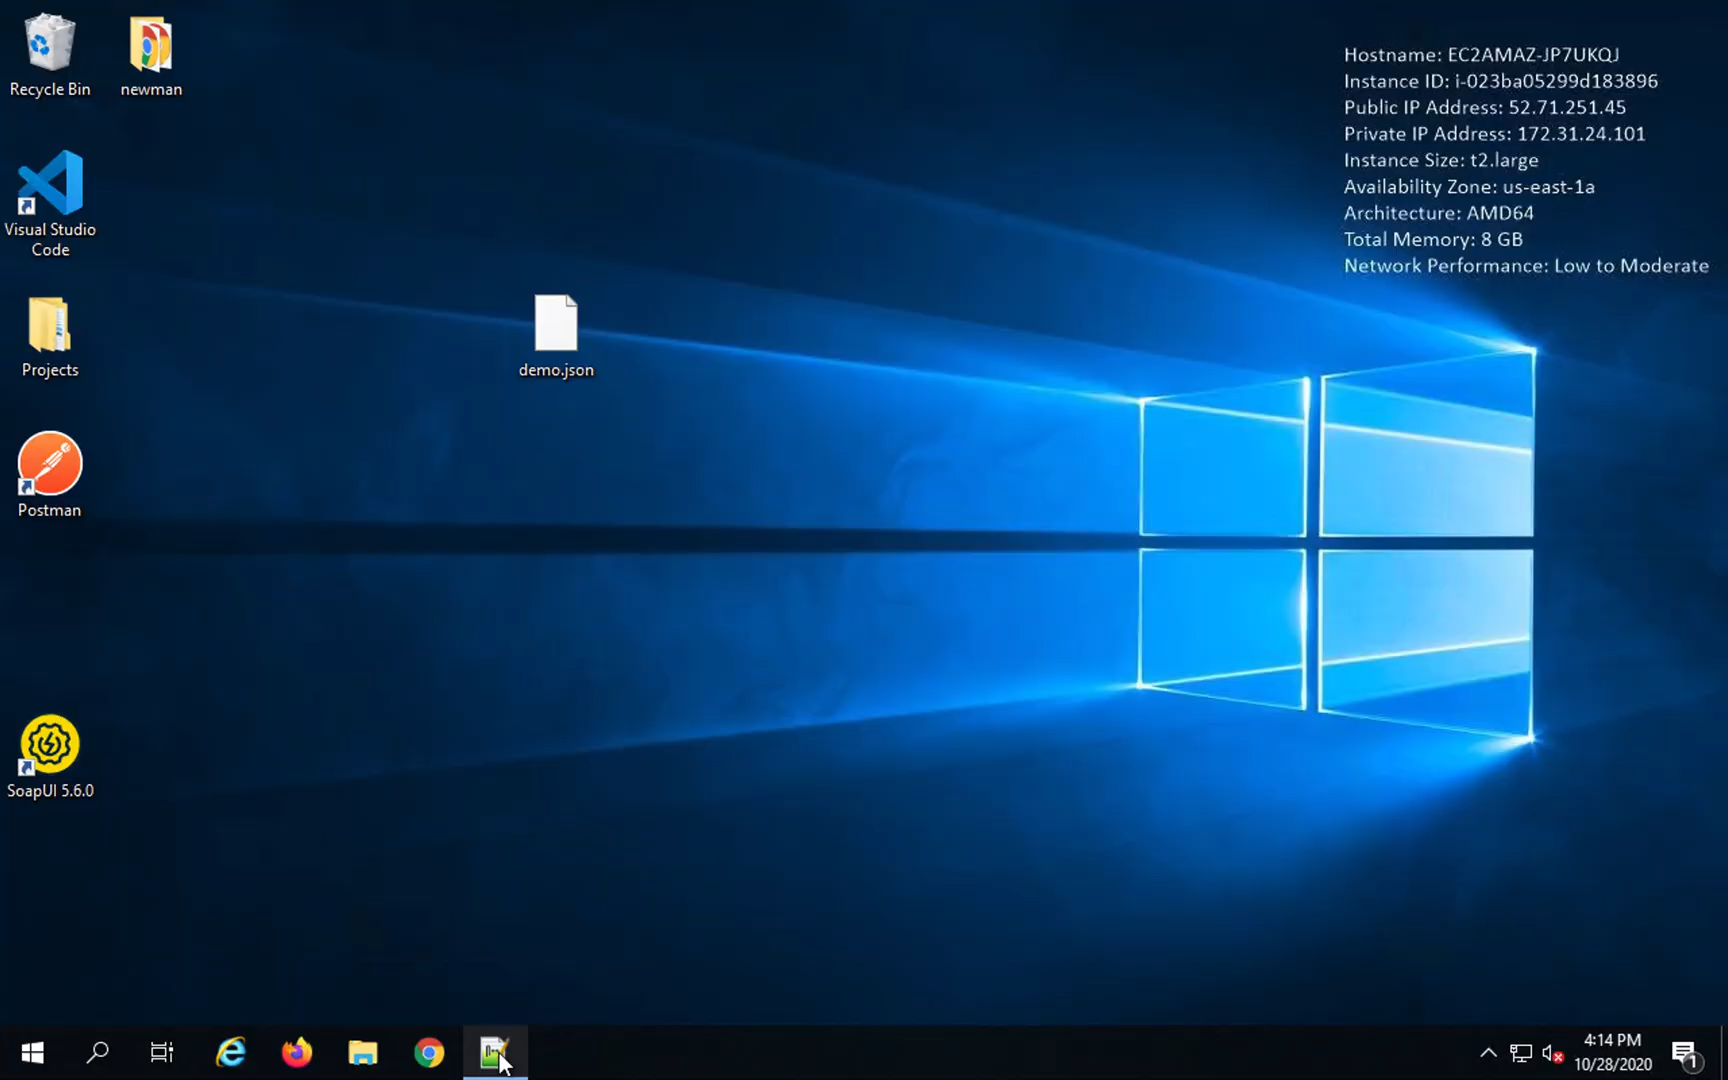 Recycle Bin
newman
Visual Studio
Code
Projects
Postman
SoapUI 5.6.0
demo.json
Hostname: EC2AMAZ-JP7UKQJ
Instance ID: i-023ba05299d183896
Public IP Address: 52.71.251.45
Private IP Address: 172.31.24.101
Instance Size: t2.large
Availability Zone: us-east-1a
Architecture: AMD64
Total Memory: 8 GB
Network Performance: Low to Moderate
4:14 PM
10/28/2020
1